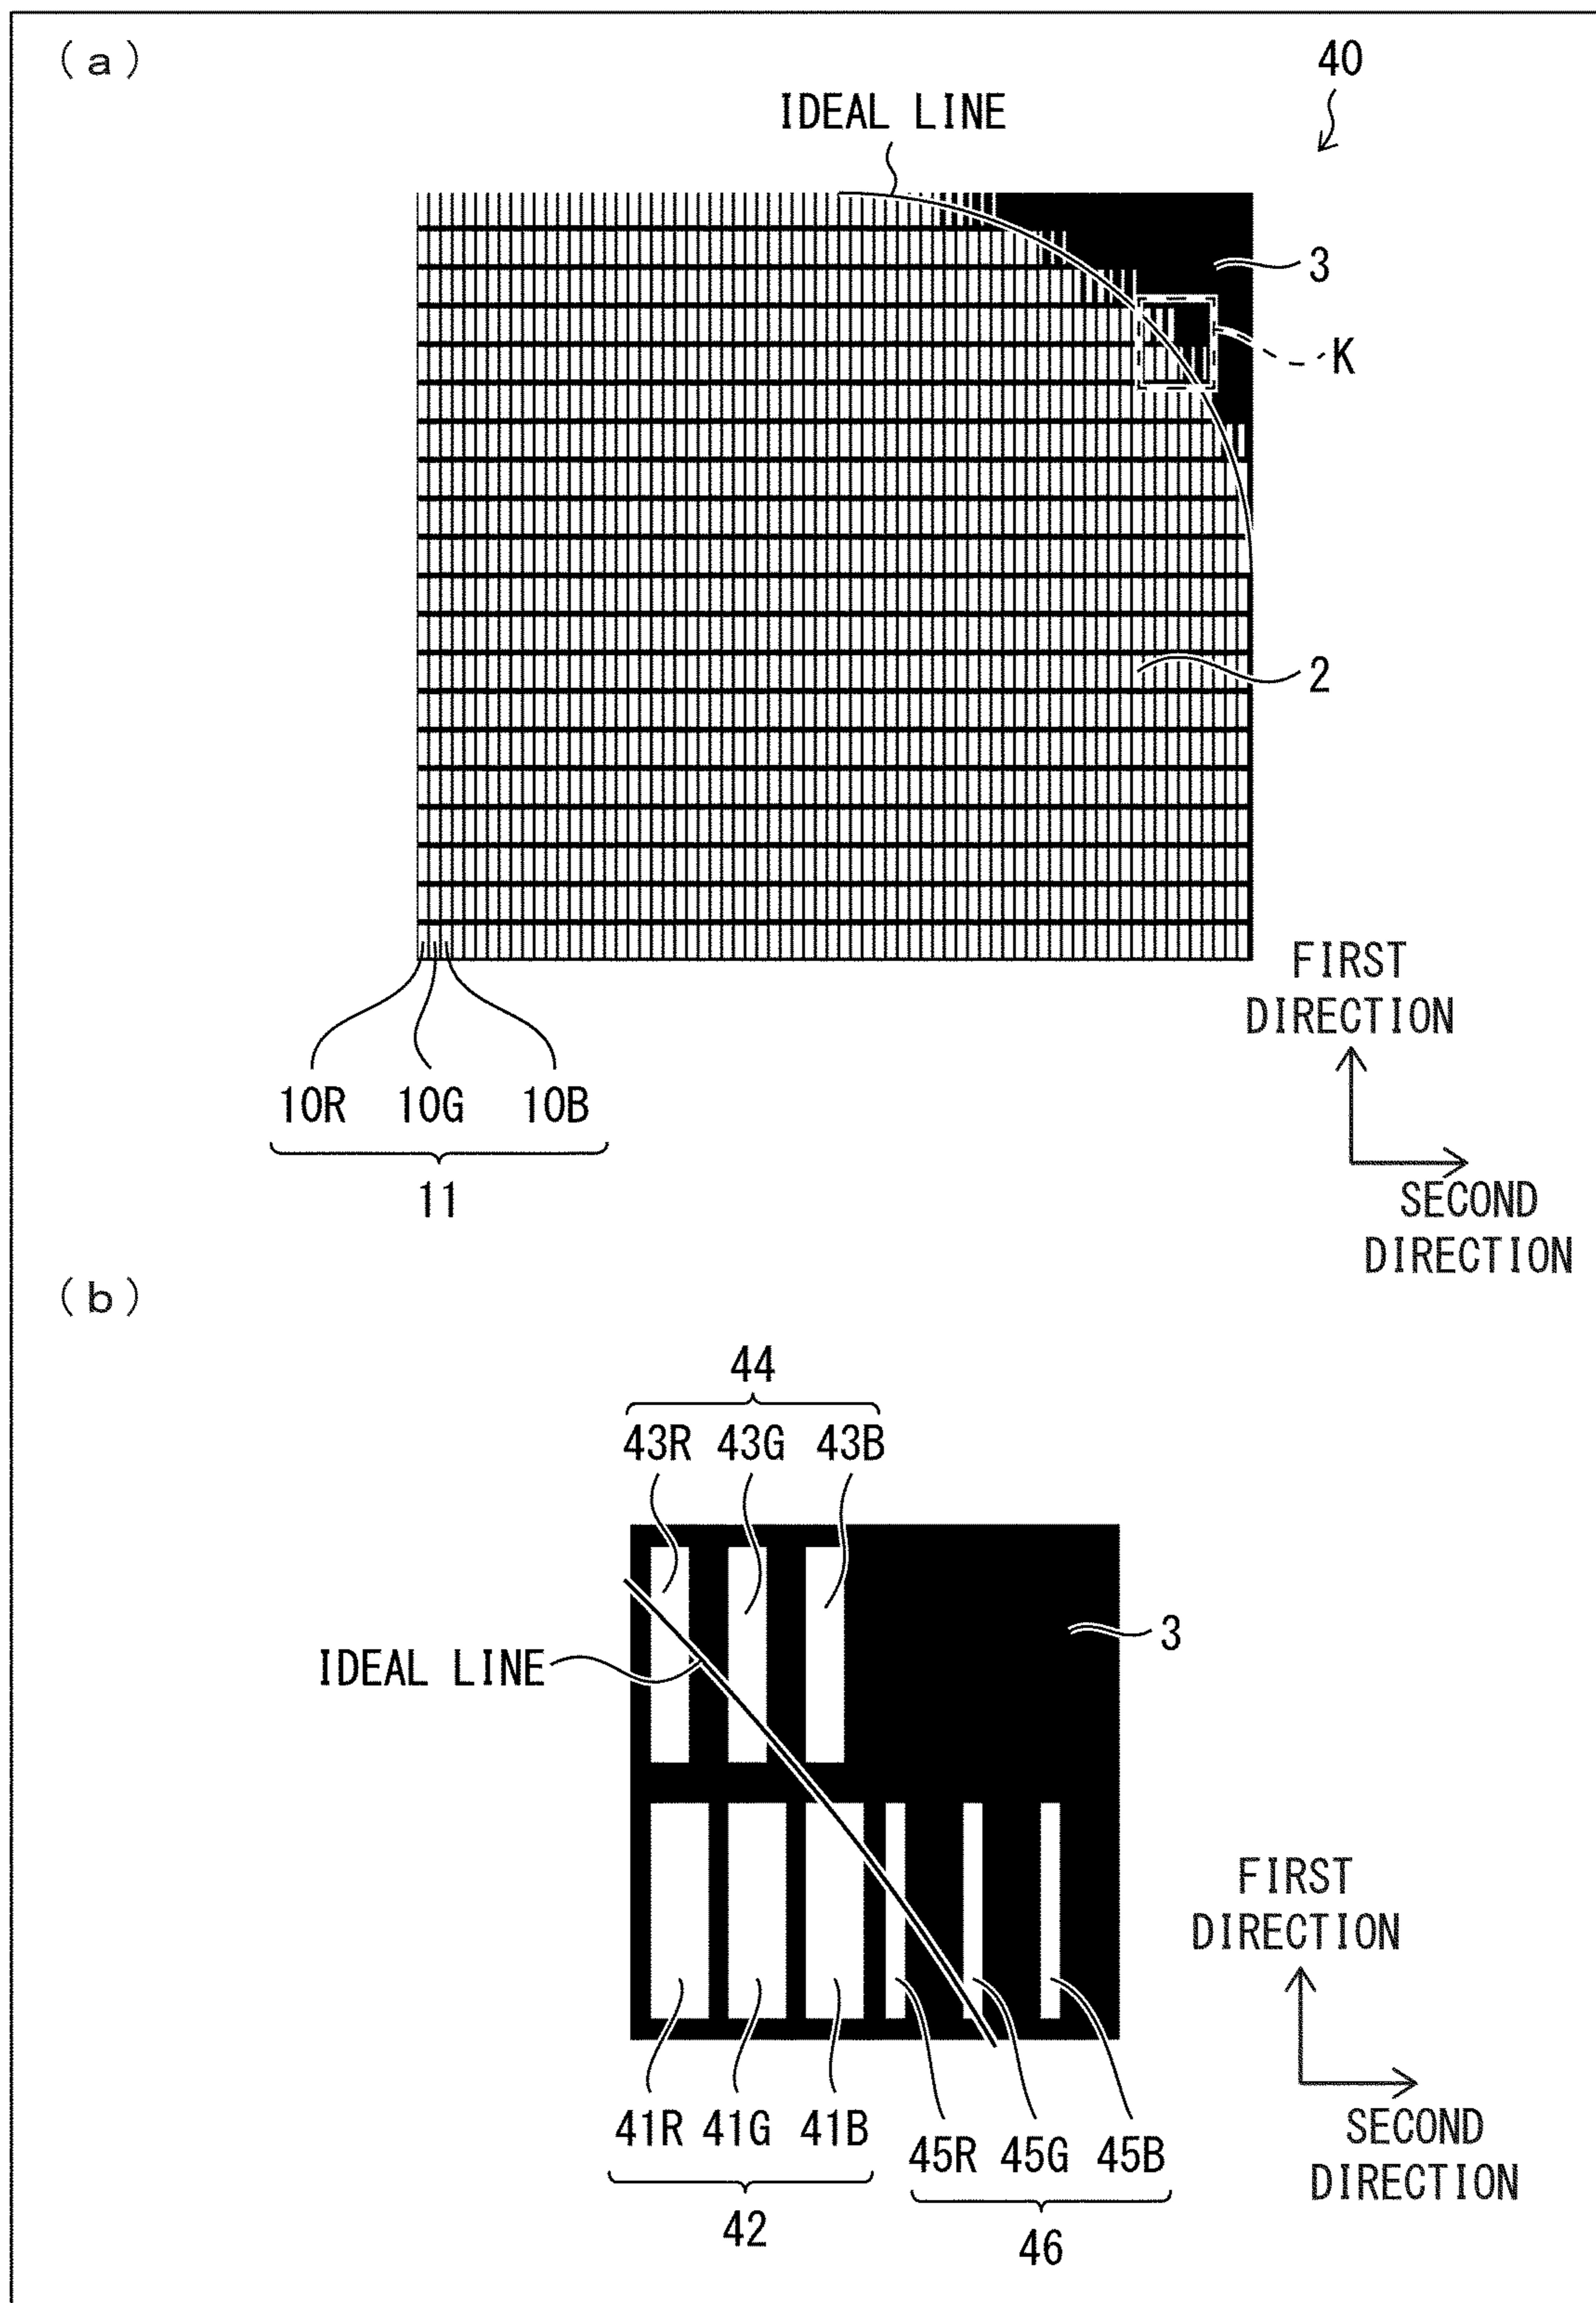 (a)
40
IDEAL LINE
3
K
2
FIRST
DIRECTION
10R 10G 10B
11
SECOND
DIRECTION
(b)
44
43R 43G 43B
3
IDEAL LINE
FIRST
DIRECTION
41R 41G 41B 45R 45G 45B
SECOND
DIRECTION
42
46